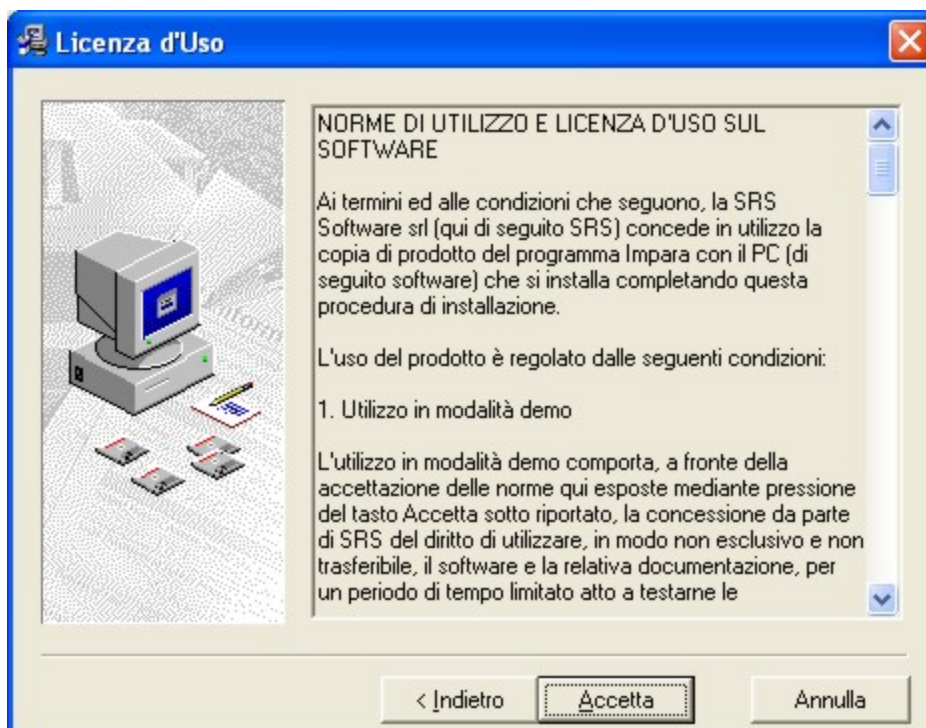 Licenza d'Uso
NORME DI UTILIZZO E LICENZA D'USO SUL
SOFTWARE
Ai termini ed alle condizioni che seguono, la SRS
Software srl (qui di seguito SRS) concede in utilizzo la
copia di prodotto del programma Impara con il PC (di
seguito software) che si installa completando questa
procedura di installazione.
L'uso del prodotto è regolato dalle seguenti condizioni:
1. Utilizzo in modalità demo
L'utilizzo in modalità demo comporta, a fronte della
accettazione delle norme qui esposte mediante pressione
del tasto Accetta sotto riportato, la concessione da parte
di SRS del diritto di utilizzare, in modo non esclusivo e non
trasferibile, il software e la relativa documentazione, per
un periodo di tempo limitato atto a testarne le
< Indietro
Accetta
Annulla